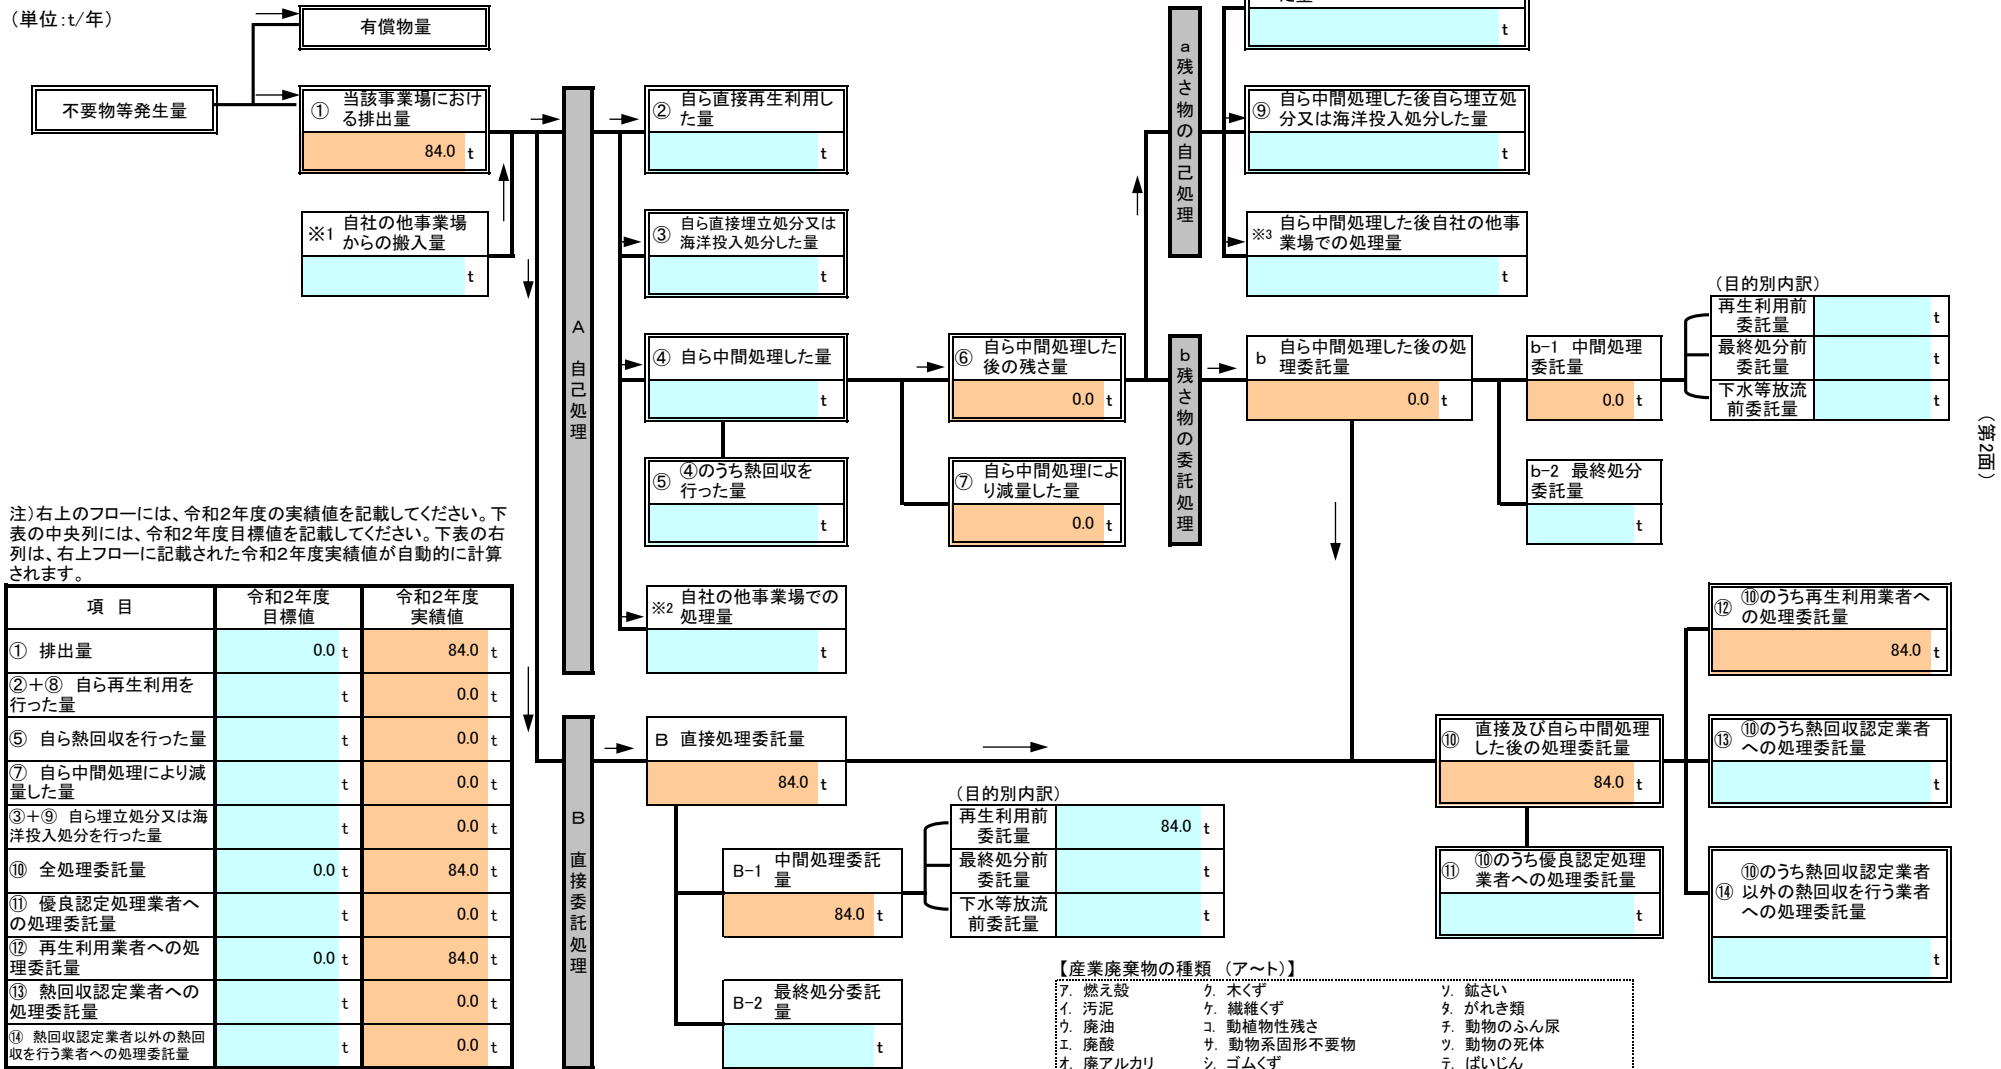 (単位:t/年)
有償物量
不要物等発生量
① 当該事業場におけ
る排出量
84.0 t
※1 自社の他事業場
からの搬入量
t
A 自己処理
② 自ら直接再生利用し
た量
t
③ 自ら直接埋立処分又は
海洋投入処分した量
t
④ 自ら中間処理した量
t
⑤ ④のうち熱回収を
行った量
t
※2 自社の他事業場での
処理量
t
⑥ 自ら中間処理した
後の残さ量
0.0 t
⑦ 自ら中間処理によ
り減量した量
0.0 t
a 残さ物の自己処理
t
⑨ 自ら中間処理した後自ら埋立処
分又は海洋投入処分した量
t
※3 自ら中間処理した後自社の他事
業場での処理量
t
b 残さ物の委託処理
b 自ら中間処理した後の処
理委託量
0.0 t
b-1 中間処理
委託量
0.0 t
b-2 最終処分
委託量
t
(目的別内訳)
再生利用前
委託量
t
最終処分前
委託量
t
下水等放流
前委託量
t
(第2面)
注)右上のフローには、令和2年度の実績値を記載してください。下
表の中央列には、令和2年度目標値を記載してください。下表の右
列は、右上フローに記載された令和2年度実績値が自動的に計算
されます。
項 目 令和2年度 令和2年度
目標値 実績値
① 排出量 0.0 t 84.0 t
②+⑧ 自ら再生利用を
行った量 t 0.0 t
⑤ 自ら熱回収を行った量 t 0.0 t
⑦ 自ら中間処理により減
量した量 t 0.0 t
③+⑨ 自ら埋立処分又は海
洋投入処分を行った量 t 0.0 t
⑩ 全処理委託量 0.0 t 84.0 t
⑪ 優良認定処理業者へ
の処理委託量 t 0.0 t
⑫ 再生利用業者への処
理委託量 0.0 t 84.0 t
⑬ 熱回収認定業者への
処理委託量 t 0.0 t
⑭ 熱回収認定業者以外の熱回
収を行う業者への処理委託量 t 0.0 t
B 直接委託処理
B 直接処理委託量
84.0 t
B-1 中間処理委託
量
84.0 t
B-2 最終処分委託
量
t
(目的別内訳)
再生利用前
委託量
84.0 t
最終処分前
委託量
t
下水等放流
前委託量
t
⑩ 直接及び自ら中間処理
した後の処理委託量
84.0 t
⑪ ⑩のうち優良認定処理
業者への処理委託量
t
⑫ ⑩のうち再生利用業者へ
の処理委託量
84.0 t
⑬ ⑩のうち熱回収認定業者
への処理委託量
t
⑭ ⑩のうち熱回収認定業者
以外の熱回収を行う業者
への処理委託量
t
【産業廃棄物の種類 (ア~ト)】
ア. 燃え殻 ク. 木くず ソ. 鉱さい
イ. 汚泥 ケ. 繊維くず タ. がれき類
ウ. 廃油 コ. 動植物性残さ チ. 動物のふん尿
エ. 廃酸 サ. 動物系固形不要物 ツ. 動物の死体
オ. 廃アルカリ シ. ゴムくず テ. ばいじん